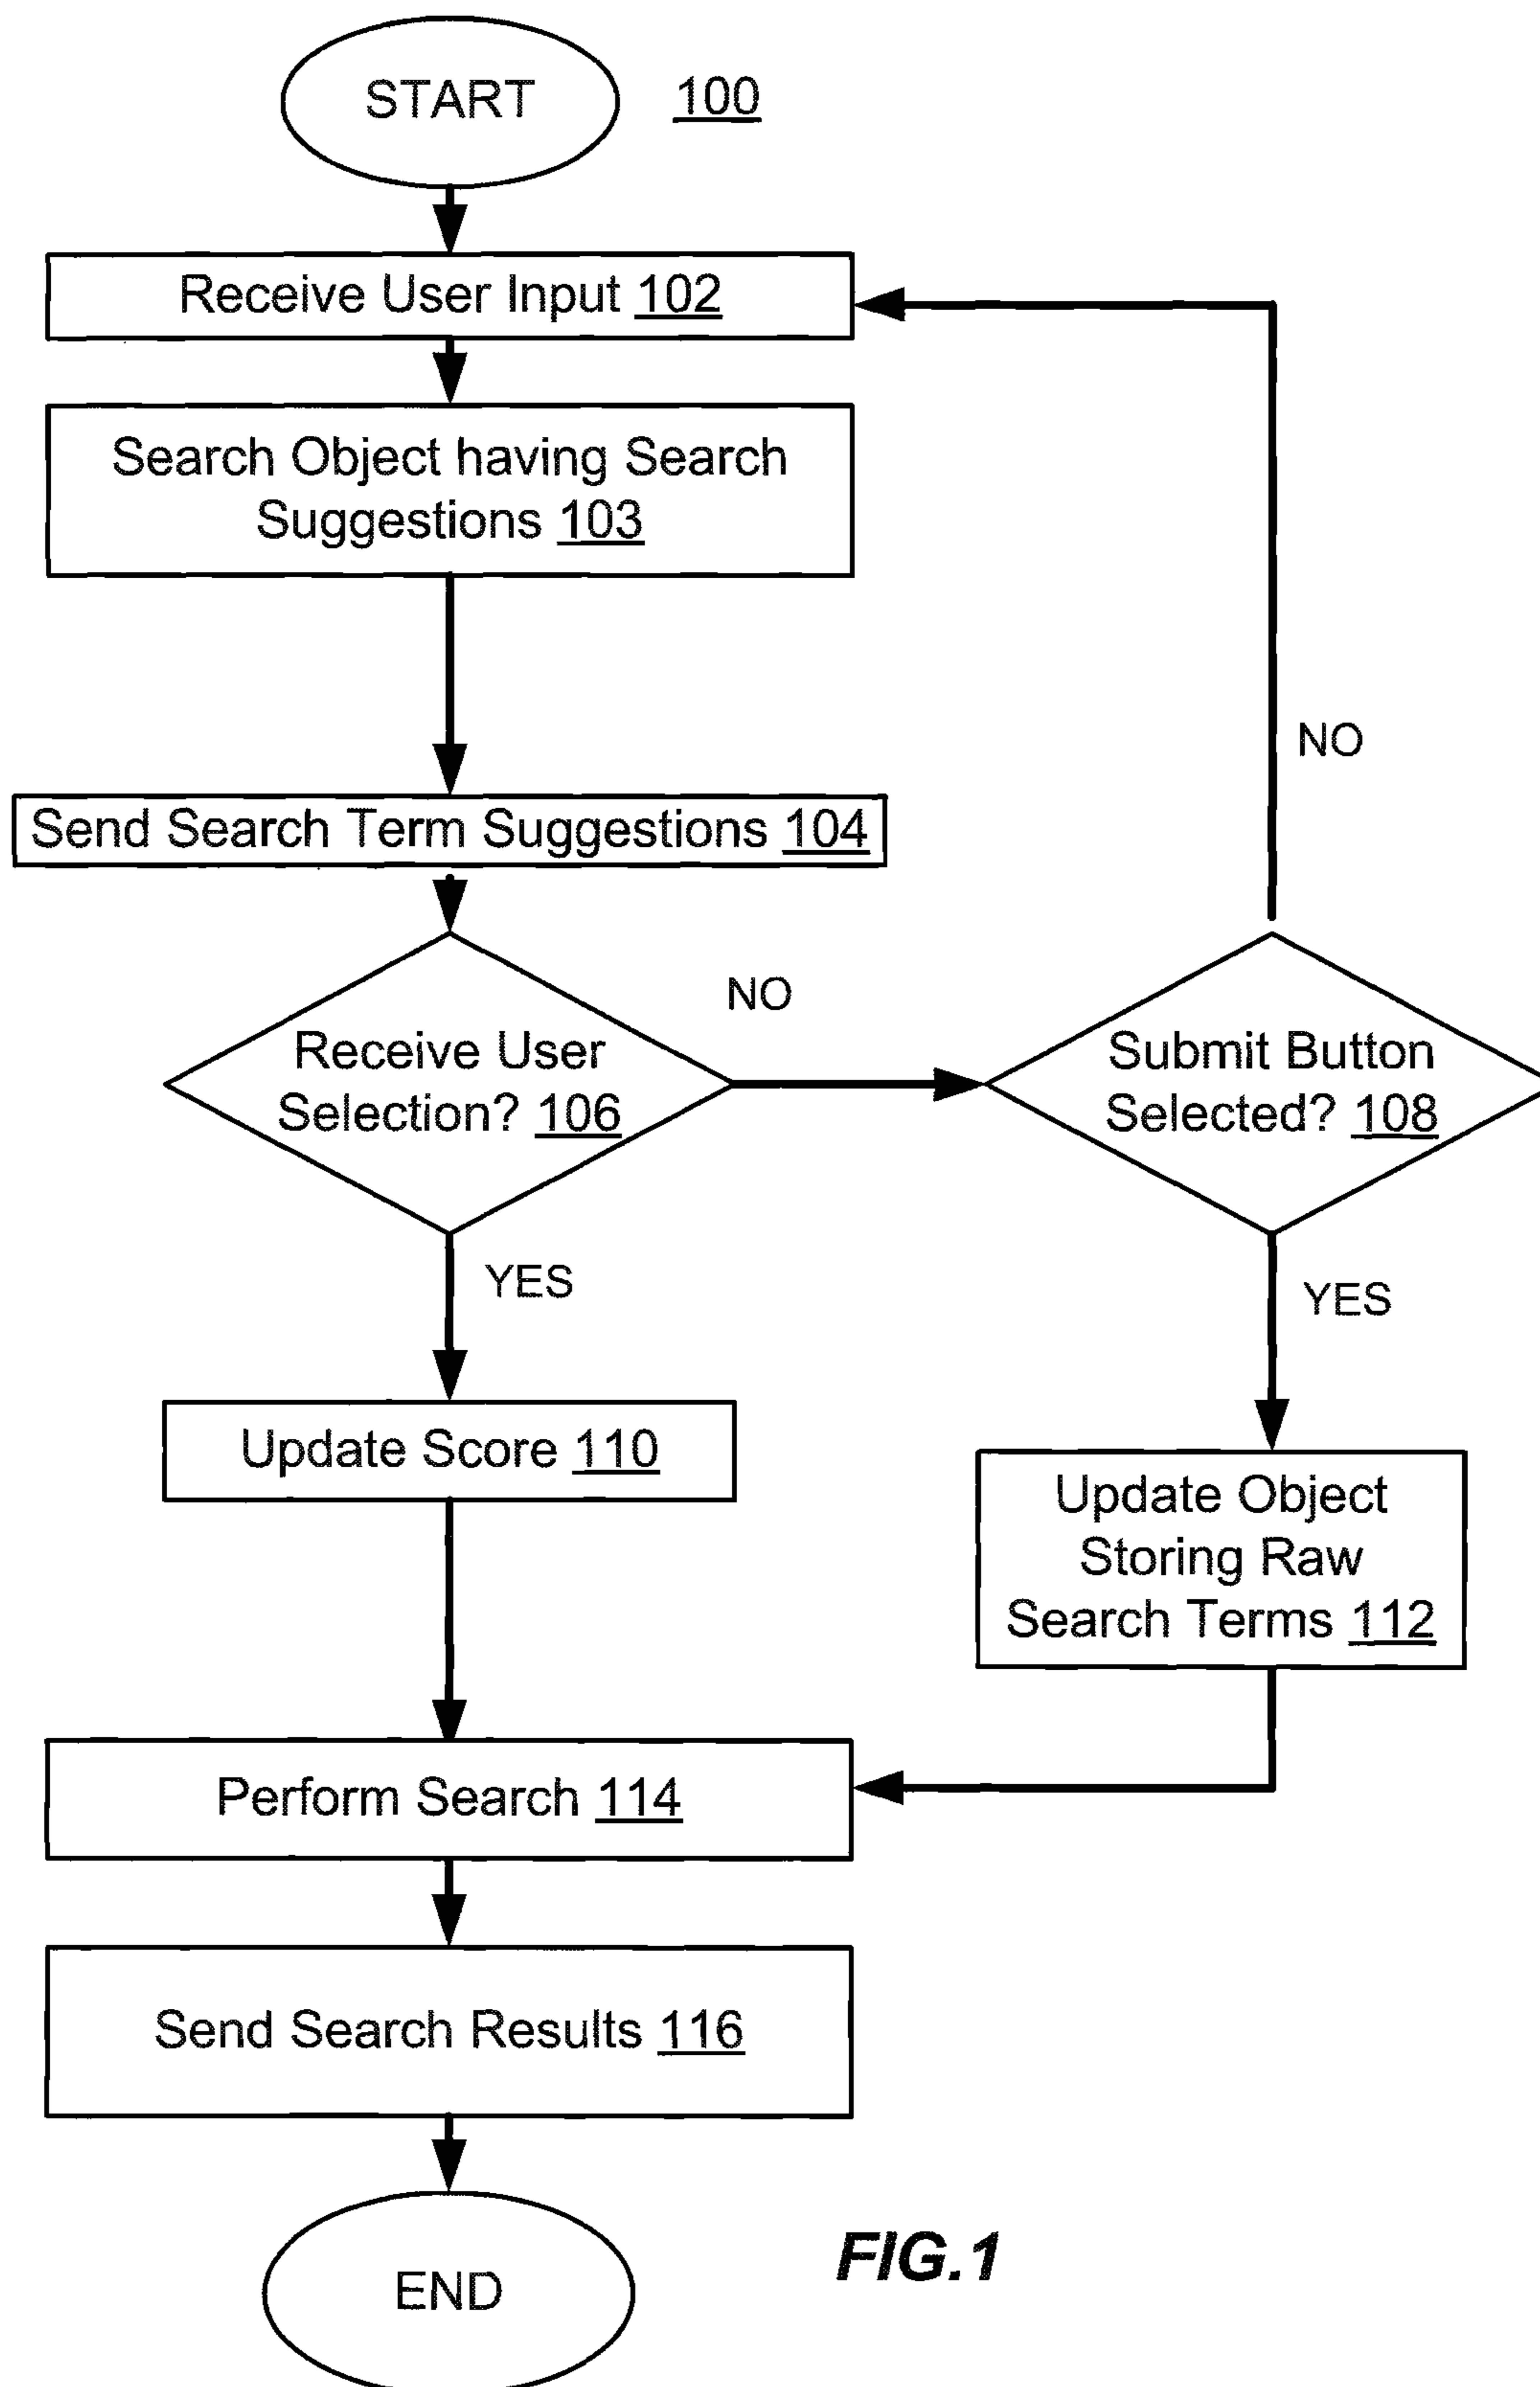 START
100
Receive User Input 102
Search Object having Search
Suggestions 103
NO
Send Search Term Suggestions 104
NO
Receive User
Selection? 106
Submit Button
Selected? 108
YES
YES
Update Score 110
Update Object
Storing Raw
Search Terms 112
Perform Search 114
Send Search Results 116
FIG.1
END